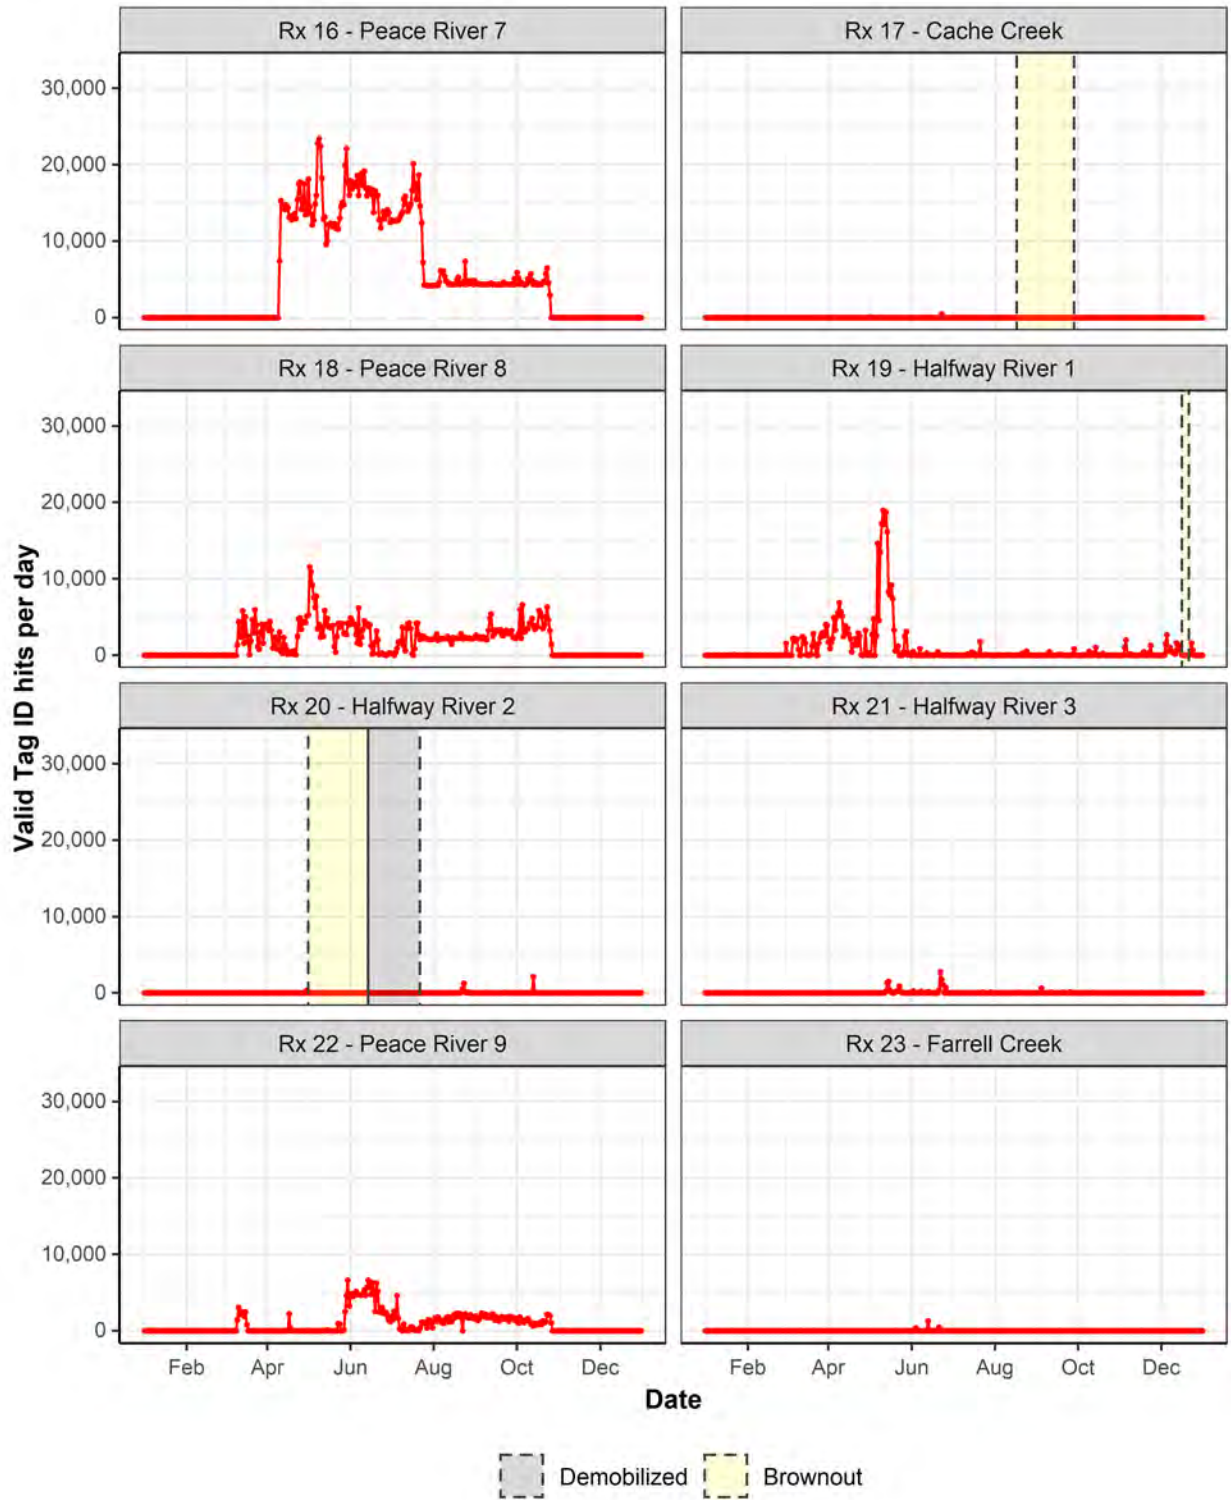 Rx 16 - Peace River 7
Rx 17 - Cache Creek
30,000
20,000
10,000
0
Rx 18 - Peace River 8
Rx 19 - Halfway River 1
30,000
20,000
10,000
0
Valid Tag ID hits per day
Rx 20 - Halfway River 2
Rx 21 - Halfway River 3
30,000
20,000
10,000
0
Rx 22 - Peace River 9
Rx 23 - Farrell Creek
30,000
20,000
10,000
0
Feb Apr Jun Aug Oct Dec Feb Apr Jun Aug Oct Dec
Date
Demobilized Brownout